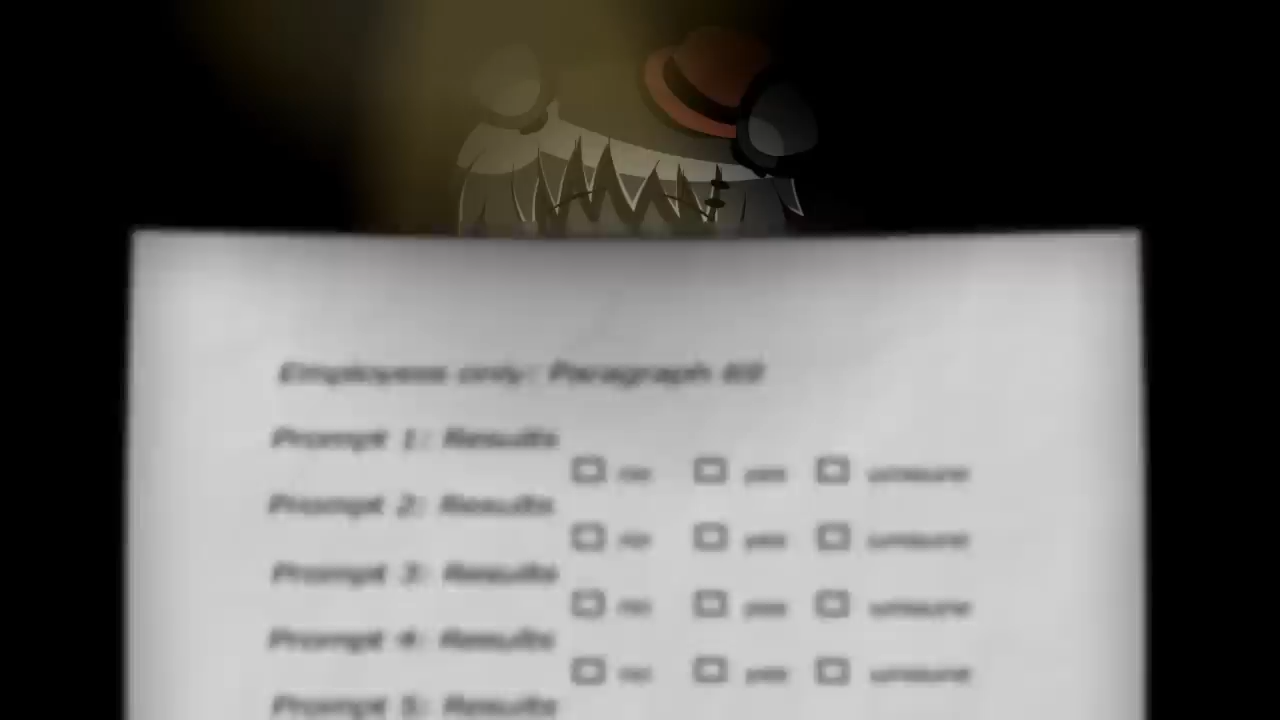 Employees only: Paragraph 69
Prompt 1: Results
no yes unsure
Prompt 2: Results
no yes unsure
Prompt 3: Results
no yes unsure
Prompt 4: Results
no yes unsure
Prompt 5: Results